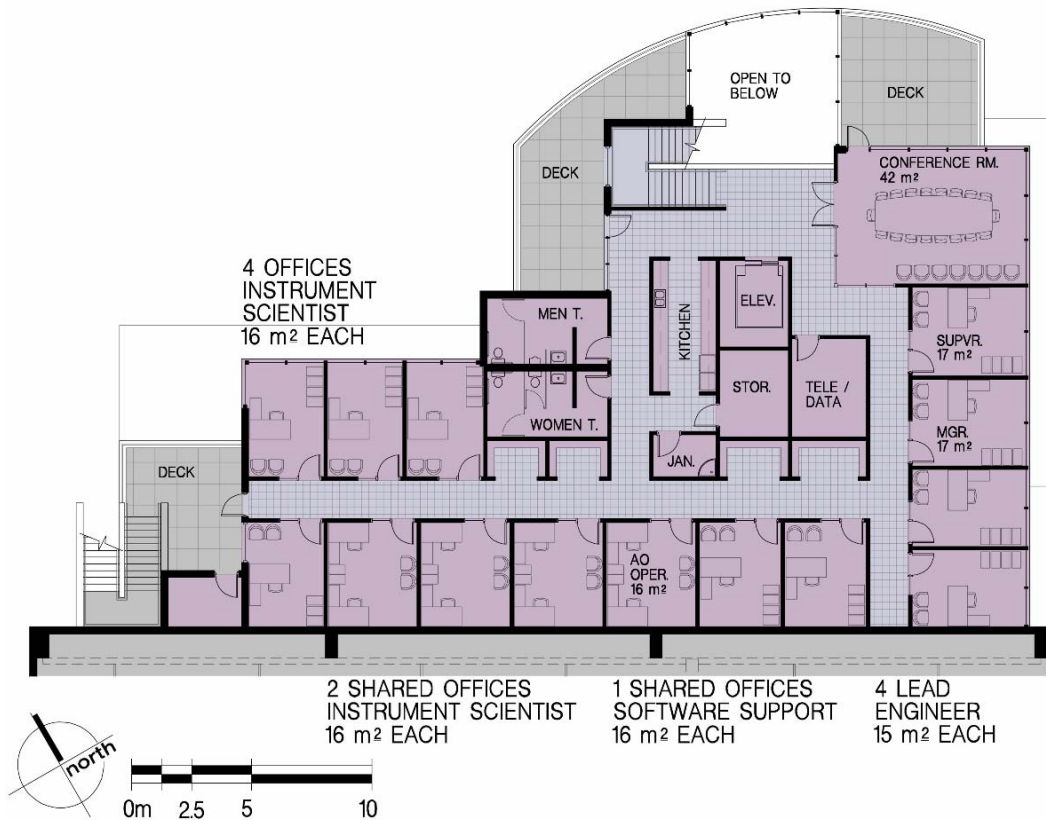 OPEN TO
BELOW
DECK
DECK
CONFERENCE RM.
42 m²
4 OFFICES
INSTRUMENT
SCIENTIST
16 m² EACH
MEN T.
KITCHEN
ELEV.
SUPVR.
17 m²
WOMEN T.
STOR.
TELE /
DATA
MGR.
17 m²
DECK
JAN.
AO
OPER.
16 m²
2 SHARED OFFICES
INSTRUMENT SCIENTIST
16 m² EACH
1 SHARED OFFICES
SOFTWARE SUPPORT
16 m² EACH
4 LEAD
ENGINEER
15 m² EACH
north
0m 2.5 5 10